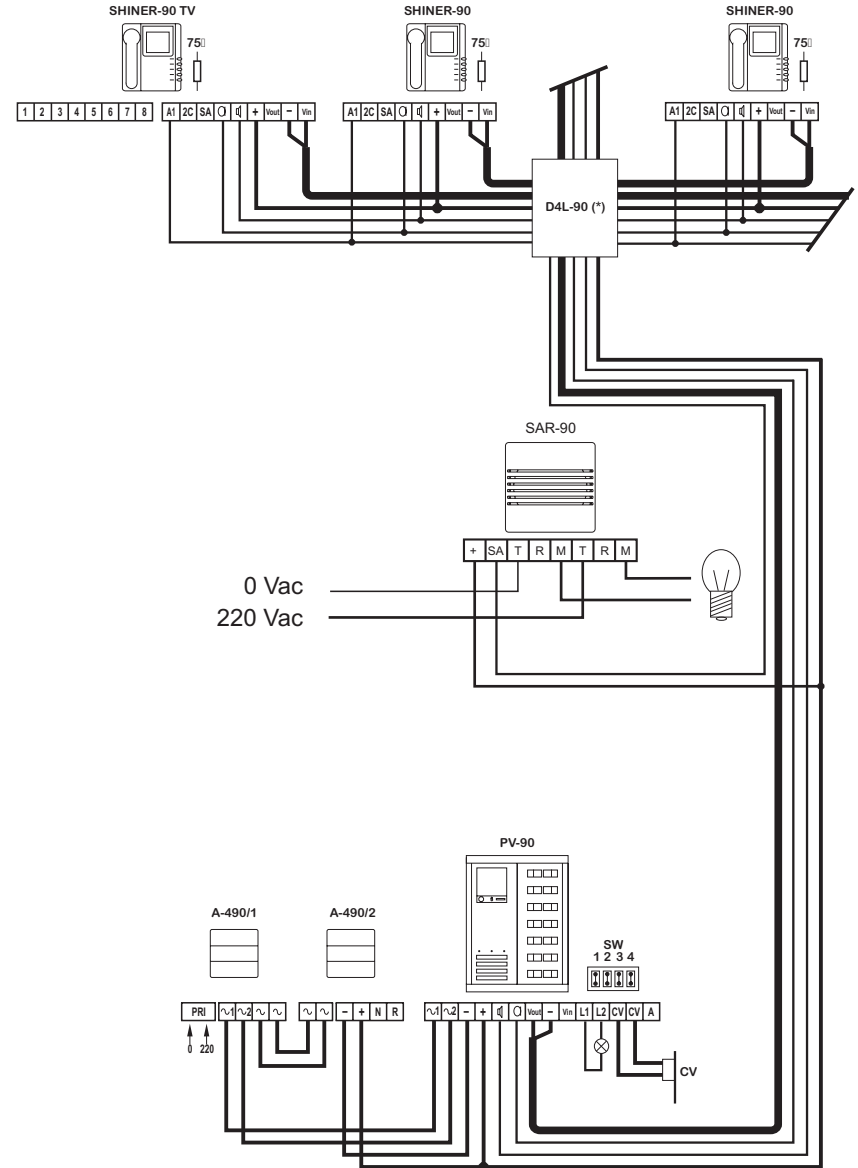 SHINER-90 TV SHINER-90 SHINER-90
75 75 75
1 2 3 4 5 6 7 8 A1 2C SA + Vout − Vin A1 2C SA + Vout − Vin A1 2C SA + Vout − Vin
D4L-90 (*)
SAR-90
+ SA T R M T R M
0 Vac
220 Vac
PV-90
A-490/1 A-490/2
SW
1 2 3 4
PRI ~1 ~2 ~ ~ ~ ~ − + N R ~1 ~2 − + Vout − Vin L1 L2 CV CV A
0 220
CV